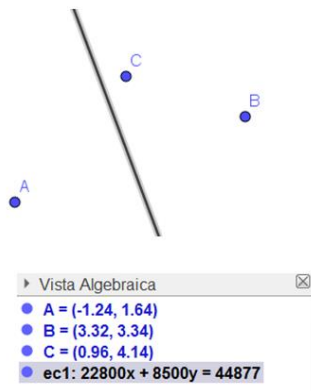 C
B
A
Vista Algebraica
A = (-1.24, 1.64)
B = (3.32, 3.34)
C = (0.96, 4.14)
ec1: 22800x + 8500y = 44877